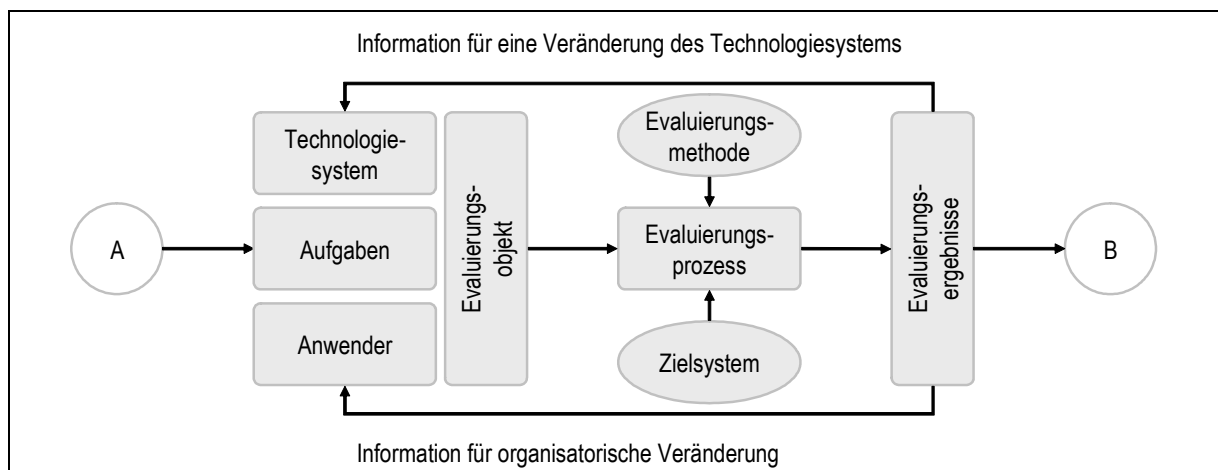 Information für eine Veränderung des Technologiesystems
Technologie-
system
Evaluierungs-
methode
A
Aufgaben
Evaluierungs-
objekt
Evaluierungs-
prozess
Evaluierungs-
ergebnisse
B
Anwender
Zielsystem
Information für organisatorische Veränderung